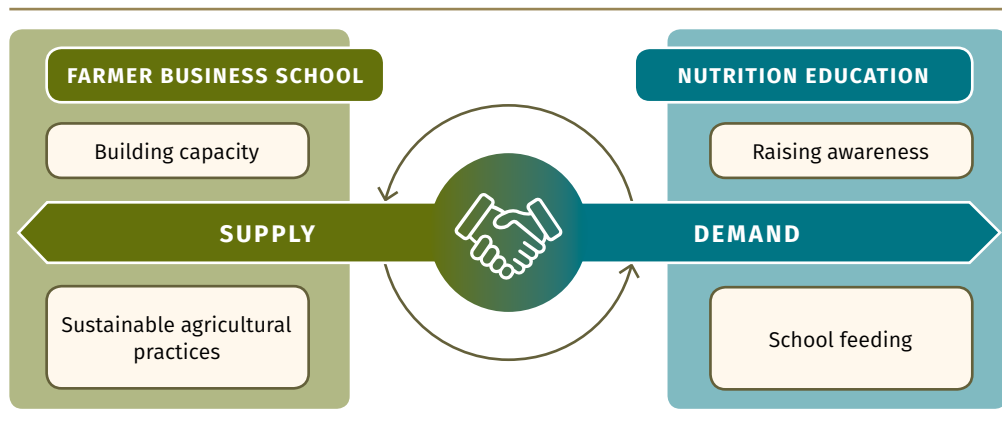 FARMER BUSINESS SCHOOL
Building capacity
SUPPLY
Sustainable agricultural
practices
NUTRITION EDUCATION
Raising awareness
DEMAND
School feeding